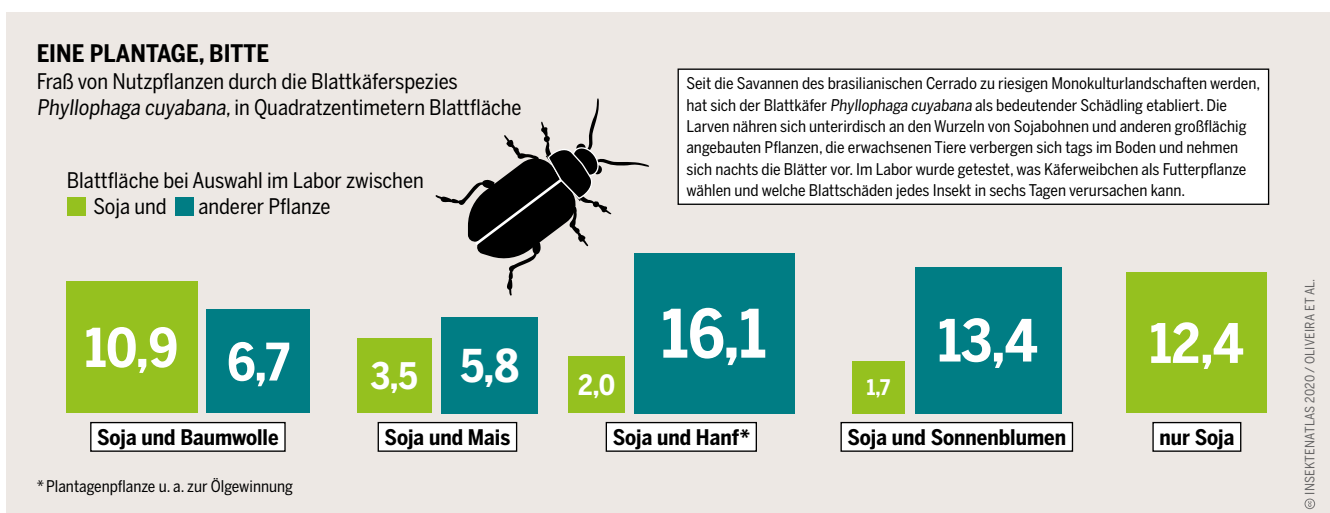 EINE PLANTAGE, BITTE
Fraß von Nutzpflanzen durch die Blattkäferspezies
Phyllophaga cuyabana, in Quadratzentimetern Blattfläche
Seit die Savannen des brasilianischen Cerrado zu riesigen Monokulturlandschaften werden,
hat sich der Blattkäfer Phyllophaga cuyabana als bedeutender Schädling etabliert. Die
Larven nähren sich unterirdisch an den Wurzeln von Sojabohnen und anderen großflächig
angebauten Pflanzen, die erwachsenen Tiere verbergen sich tags im Boden und nehmen
sich nachts die Blätter vor. Im Labor wurde getestet, was Käferweibchen als Futterpflanze
wählen und welche Blattschäden jedes Insekt in sechs Tagen verursachen kann.
Blattfläche bei Auswahl im Labor zwischen
Soja und anderer Pflanze
10,9 6,7
Soja und Baumwolle
3,5 5,8
Soja und Mais
2,0 16,1
Soja und Hanf*
1,7 13,4
Soja und Sonnenblumen
12,4
nur Soja
* Plantagenpflanze u. a. zur Ölgewinnung
© INSEKTENATLAS 2020 / OLIVEIRA ET AL.